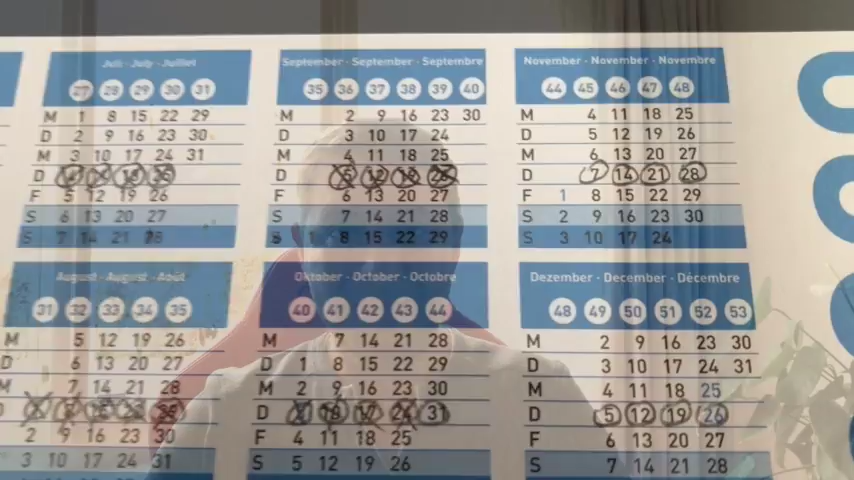 Juli · July · Juillet
27 28 29 30 31
M 1 8 15 22 29
D 2 9 16 23 30
M 3 10 17 24 31
D
F 5 12 19 26
S 6 13 20 27
S 7 14 21 28
September · September · Septembre
35 36 37 38 39 40
M 2 9 16 23 30
D 3 10 17 24
M 4 11 18 25
D 5 12 19 26
F 6 13 20 27
S 7 14 21 28
S 1 8 15 22 29
November · November · Novembre
44 45 46 47 48
M 4 11 18 25
D 5 12 19 26
M 6 13 20 27
D 7 14 21 28
F 1 8 15 22 29
S 2 9 16 23 30
S 3 10 17 24
August · August · Août
31 32 33 34 35
M 5 12 19 26
D 6 13 20 27
M 7 14 21 28
D
2 9 16 23 30
3 10 17 24 31
Oktober · October · Octobre
40 41 42 43 44
M 7 14 21 28
D 1 8 15 22 29
M 2 9 16 23 30
D 3 10 17 24 31
F 4 11 18 25
S 5 12 19 26
Dezember · December · Décembre
48 49 50 51 52 53
M 2 9 16 23 30
D 3 10 17 24 31
M 4 11 18 25
D 5 12 19 26
F 6 13 20 27
S 7 14 21 28